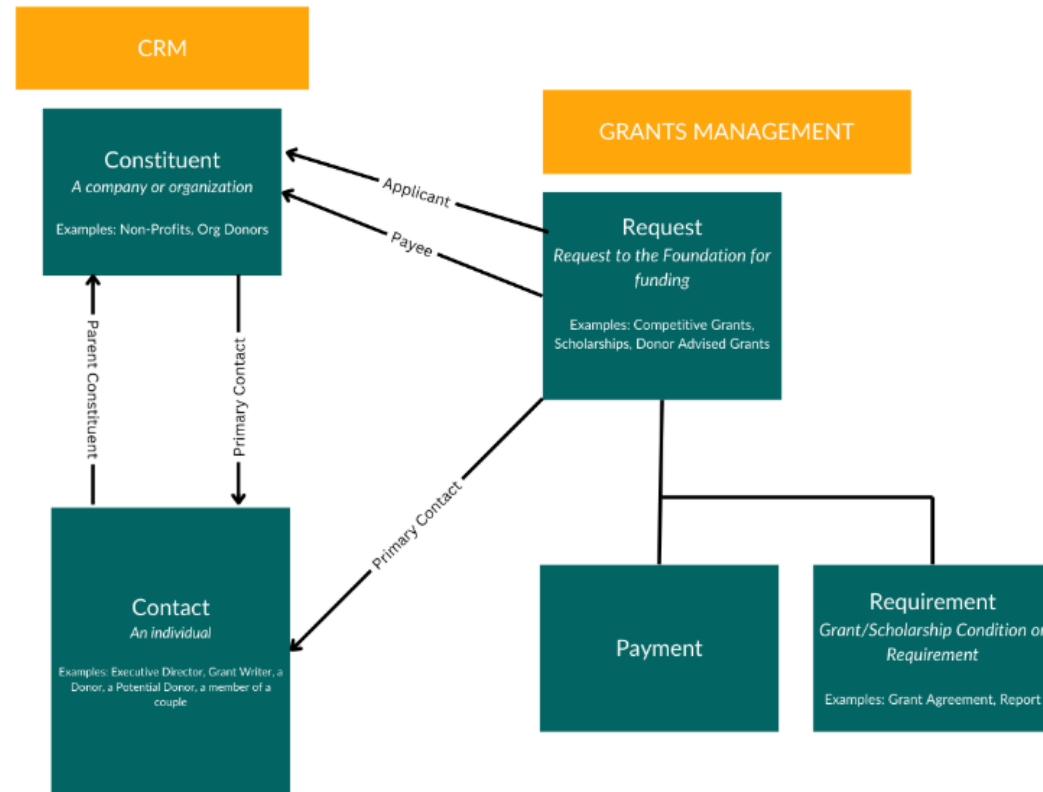 CRM
GRANTS MANAGEMENT
Constituent
A company or organization
Examples: Non-Profits, Org Donors
Applicant
Payee
Request
Request to the Foundation for
funding
Examples: Competitive Grants,
Scholarships, Donor Advised Grants
Parent Constituent
Primary Contact
Primary Contact
Contact
An individual
Examples: Executive Director, Grant Writer, a
Donor, a Potential Donor, a member of a
couple
Payment
Requirement
Grant/Scholarship Condition or
Requirement
Examples: Grant Agreement, Report